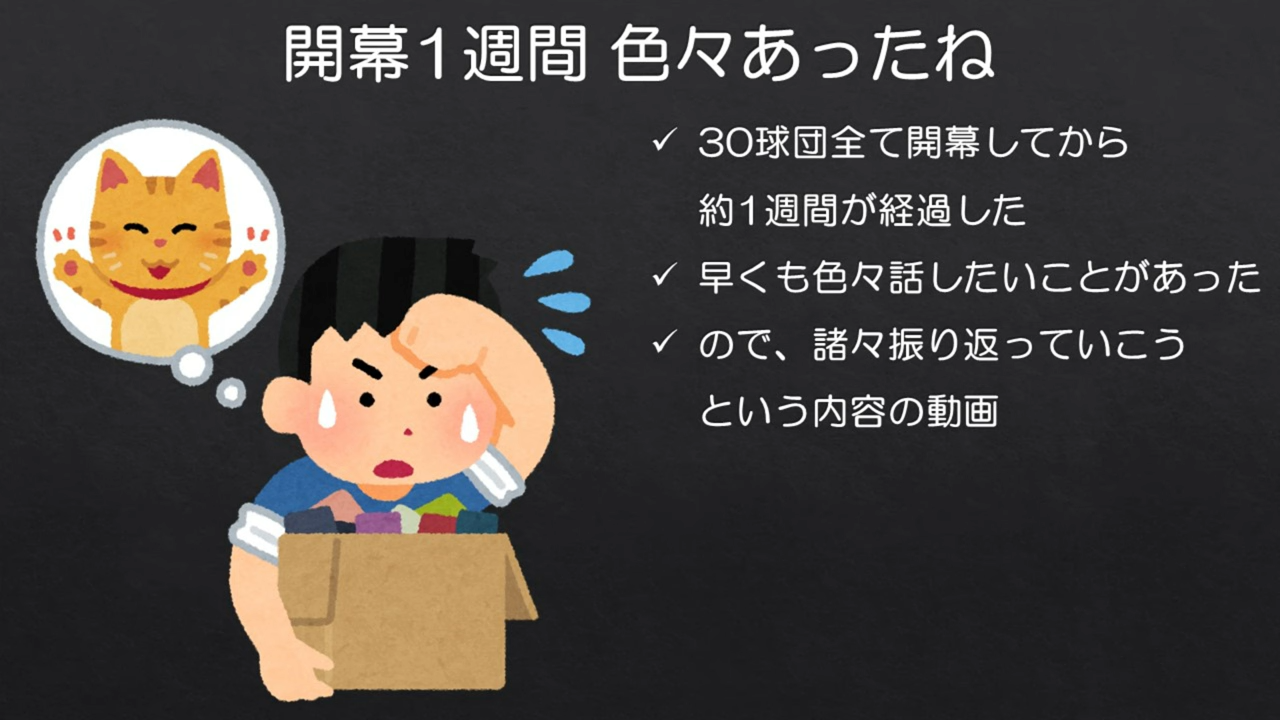 開幕1週間 色々あったね
✓ 30球団全て開幕してから
約1週間が経過した
✓ 早くも色々話したいことがあった
✓ ので、諸々振り返っていこう
という内容の動画